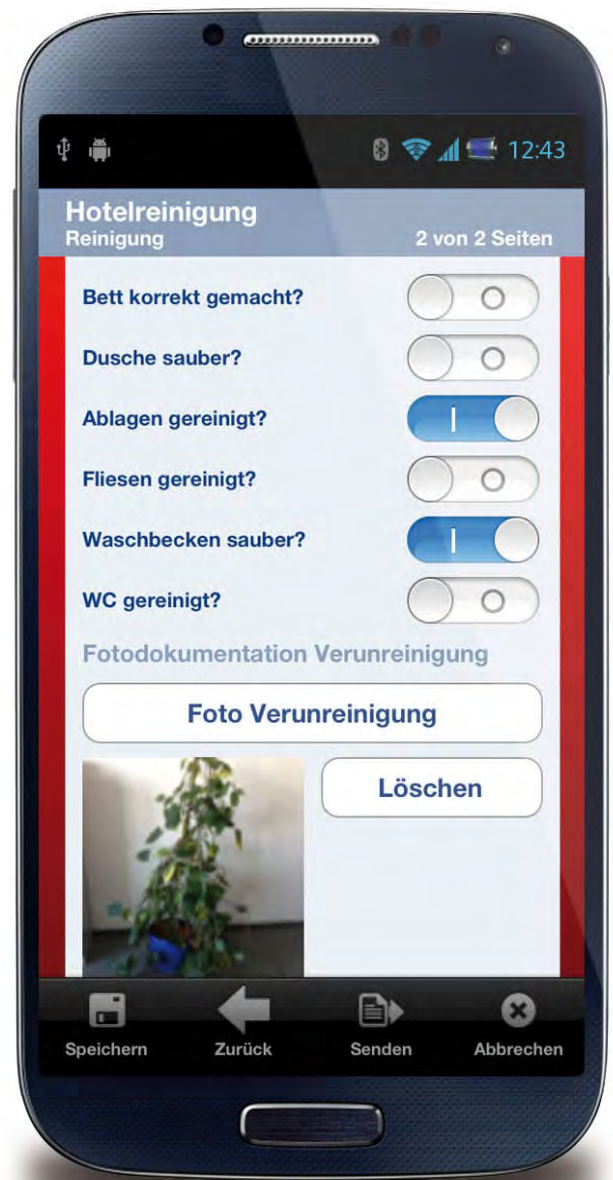 12:43
Hotelreinigung
Reinigung 2 von 2 Seiten
Bett korrekt gemacht?
Dusche sauber?
Ablagen gereinigt?
Fliesen gereinigt?
Waschbecken sauber?
WC gereinigt?
Fotodokumentation Verunreinigung
Foto Verunreinigung
Löschen
Speichern Zurück Senden Abbrechen